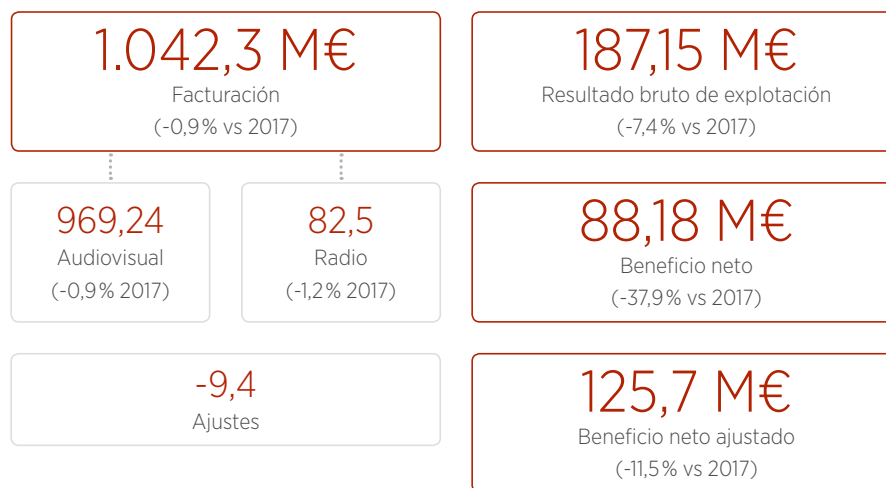 1.042,3 M€
Facturación
(-0,9% vs 2017)
969,24
Audiovisual
(-0,9% 2017)
82,5
Radio
(-1,2% 2017)
-9,4
Ajustes
187,15 M€
Resultado bruto de explotación
(-7,4% vs 2017)
88,18 M€
Beneficio neto
(-37,9% vs 2017)
125,7 M€
Beneficio neto ajustado
(-11,5% vs 2017)